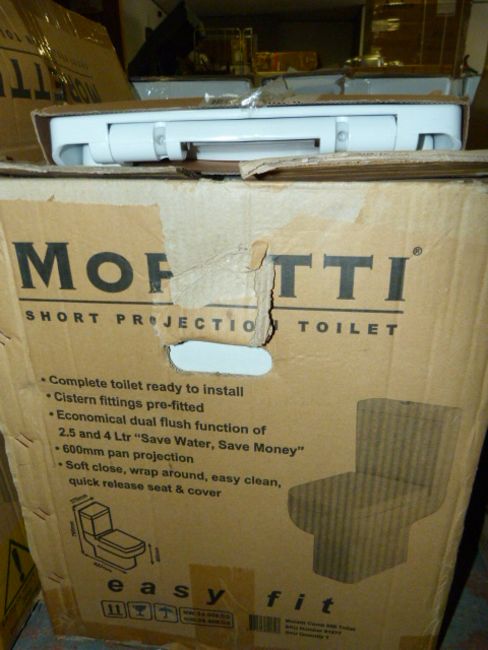 MOR TTI®
SHORT PROJECTION TOILET
• Complete toilet ready to install
• Cistern fittings pre-fitted
• Economical dual flush function of
2.5 and 4 Ltr "Save Water, Save Money"
• 600mm pan projection
• Soft close, wrap around, easy clean,
quick release seat & cover
easy fit